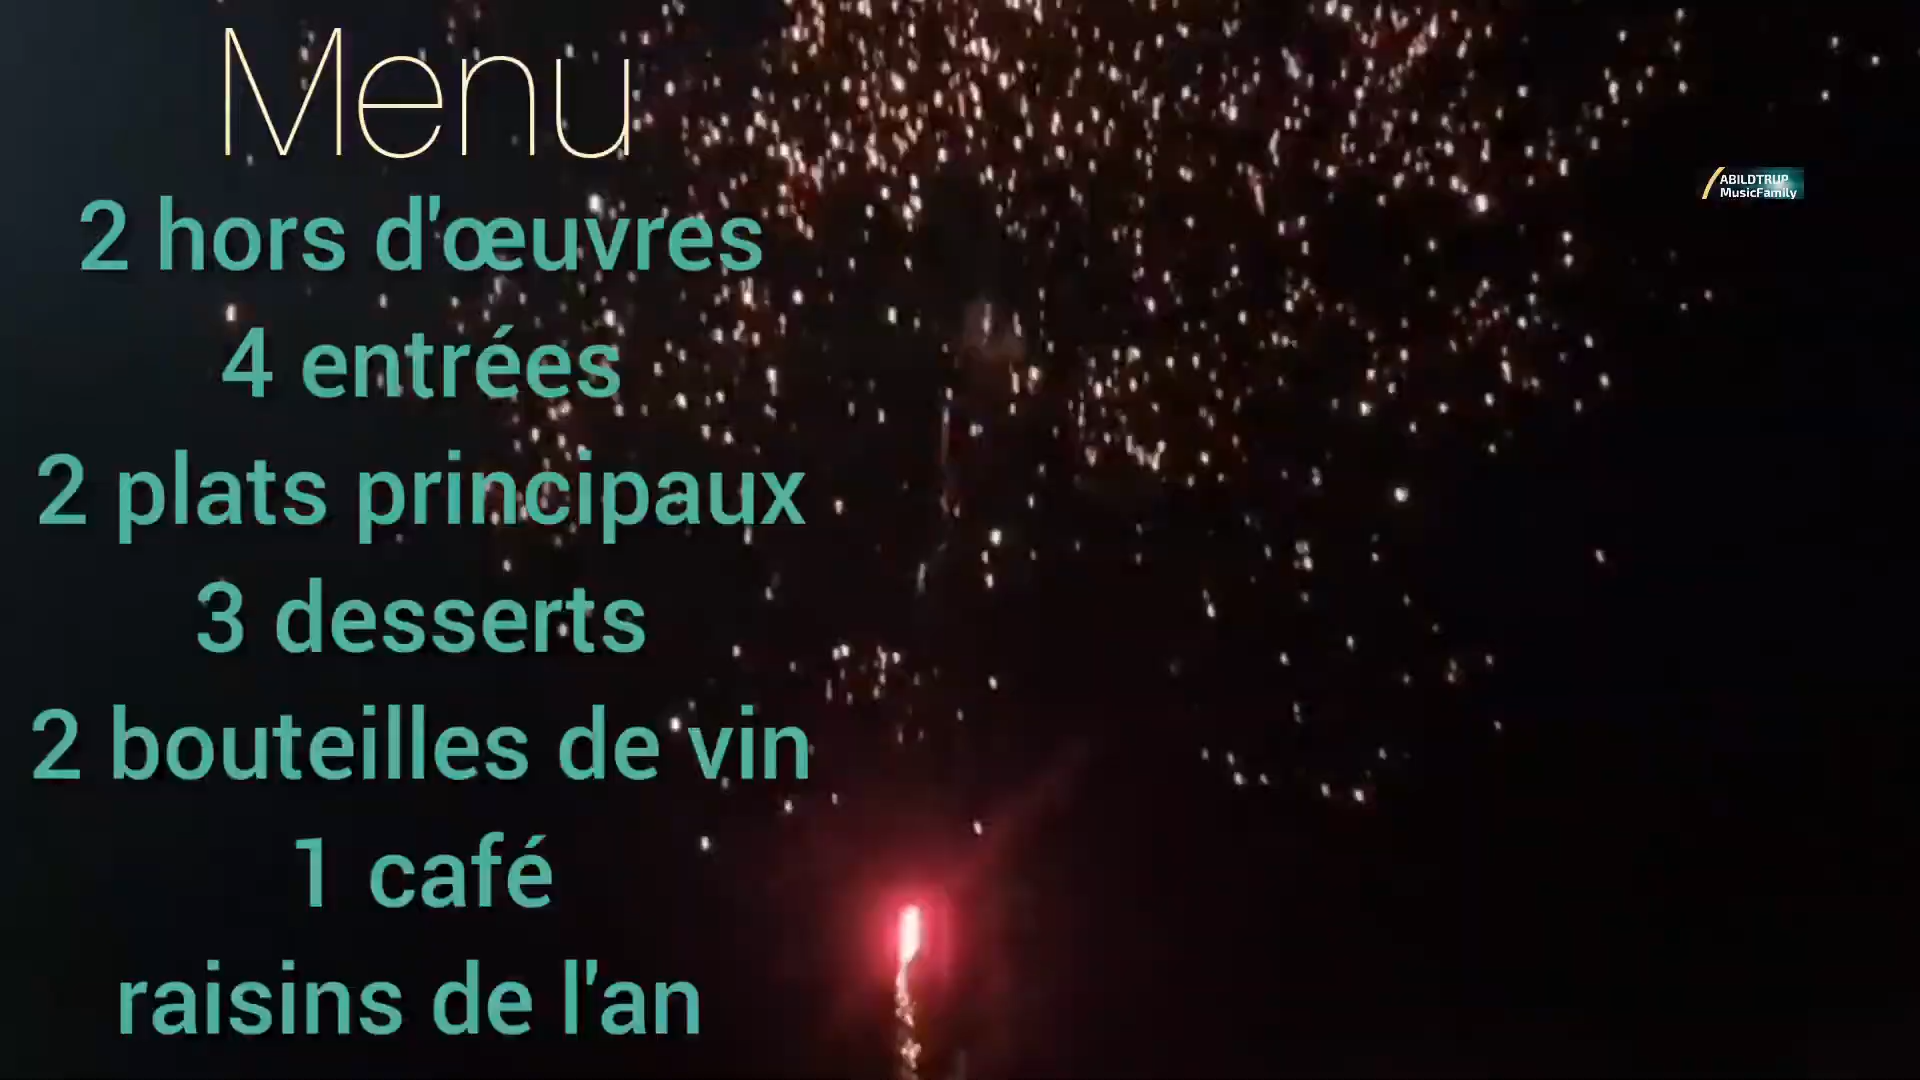 Menu
2 hors d'œuvres
4 entrées
2 plats principaux
3 desserts
2 bouteilles de vin
1 café
raisins de l'an
ABILDTRUP
MusicFamily